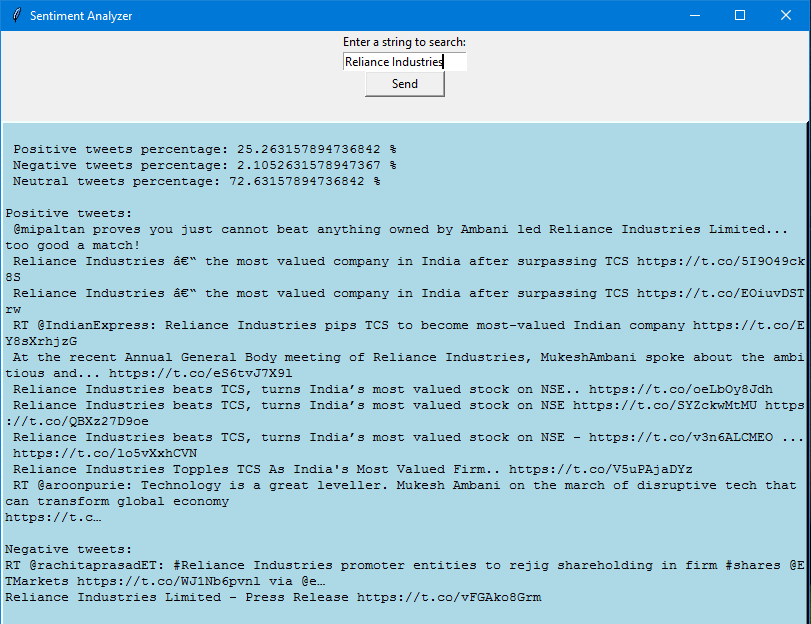 Sentiment Analyzer
Enter a string to search:
Reliance Industries
Send
Positive tweets percentage: 25.263157894736842 %
Negative tweets percentage: 2.1052631578947367 %
Neutral tweets percentage: 72.63157894736842 %
Positive tweets:
@mipaltan proves you just cannot beat anything owned by Ambani led Reliance Industries Limited...
too good a match!
Reliance Industries â€“ the most valued company in India after surpassing TCS https://t.co/5I9O49ck
8S
Reliance Industries â€“ the most valued company in India after surpassing TCS https://t.co/EOiuvDST
rw
RT @IndianExpress: Reliance Industries pips TCS to become most-valued Indian company https://t.co/E
Y8sXrhjzG
At the recent Annual General Body meeting of Reliance Industries, MukeshAmbani spoke about the ambi
tious and... https://t.co/eS6tvJ7X9l
Reliance Industries beats TCS, turns India’s most valued stock on NSE.. https://t.co/oeLbOy8Jdh
Reliance Industries beats TCS, turns India’s most valued stock on NSE https://t.co/SYZckwMtMU https
://t.co/QBXz27D9oe
Reliance Industries beats TCS, turns India’s most valued stock on NSE – https://t.co/v3n6ALCMEO ...
https://t.co/lo5vXxhCVN
Reliance Industries Topples TCS As India's Most Valued Firm.. https://t.co/V5uPAjaDYz
RT @aroonpurie: Technology is a great leveller. Mukesh Ambani on the march of disruptive tech that
can transform global economy
https://t.c…
Negative tweets:
RT @rachitaprasadET: #Reliance Industries promoter entities to rejig shareholding in firm #shares @E
TMarkets https://t.co/WJ1Nb6pvnl via @e…
Reliance Industries Limited – Press Release https://t.co/vFGAko8Grm